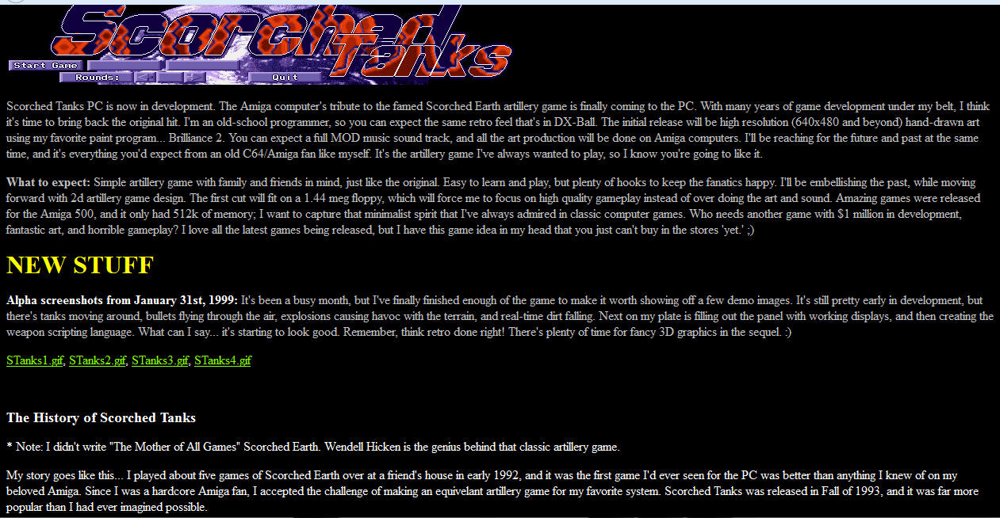 Scorched
Tanks
Start Game
Rounds:
Quit
Scorched Tanks PC is now in development. The Amiga computer's tribute to the famed Scorched Earth artillery game is finally coming to the PC. With many years of game development under my belt, I think
it's time to bring back the original hit. I'm an old-school programmer, so you can expect the same retro feel that's in DX-Ball. The initial release will be high resolution (640x480 and beyond) hand-drawn art
using my favorite paint program... Brilliance 2. You can expect a full MOD music sound track, and all the art production will be done on Amiga computers. I'll be reaching for the future and past at the same
time, and it's everything you'd expect from an old C64/Amiga fan like myself. It's the artillery game I've always wanted to play, so I know you're going to like it.
What to expect: Simple artillery game with family and friends in mind, just like the original. Easy to learn and play, but plenty of hooks to keep the fanatics happy. I'll be embellishing the past, while moving
forward with 2d artillery game design. The first cut will fit on a 1.44 meg floppy, which will force me to focus on high quality gameplay instead of over doing the art and sound. Amazing games were released
for the Amiga 500, and it only had 512k of memory; I want to capture that minimalist spirit that I've always admired in classic computer games. Who needs another game with $1 million in development,
fantastic art, and horrible gameplay? I love all the latest games being released, but I have this game idea in my head that you just can't buy in the stores 'yet.' ;)
NEW STUFF
Alpha screenshots from January 31st, 1999: It's been a busy month, but I've finally finished enough of the game to make it worth showing off a few demo images. It's still pretty early in development, but
there's tanks moving around, bullets flying through the air, explosions causing havoc with the terrain, and real-time dirt falling. Next on my plate is filling out the panel with working displays, and then creating the
weapon scripting language. What can I say... it's starting to look good. Remember, think retro done right! There's plenty of time for fancy 3D graphics in the sequel. :)
STanks1.gif, STanks2.gif, STanks3.gif, STanks4.gif
The History of Scorched Tanks
* Note: I didn't write "The Mother of All Games" Scorched Earth. Wendell Hicken is the genius behind that classic artillery game.
My story goes like this... I played about five games of Scorched Earth over at a friend's house in early 1992, and it was the first game I'd ever seen for the PC was better than anything I knew of on my
beloved Amiga. Since I was a hardcore Amiga fan, I accepted the challenge of making an equivelant artillery game for my favorite system. Scorched Tanks was released in Fall of 1993, and it was far more
popular than I had ever imagined possible.